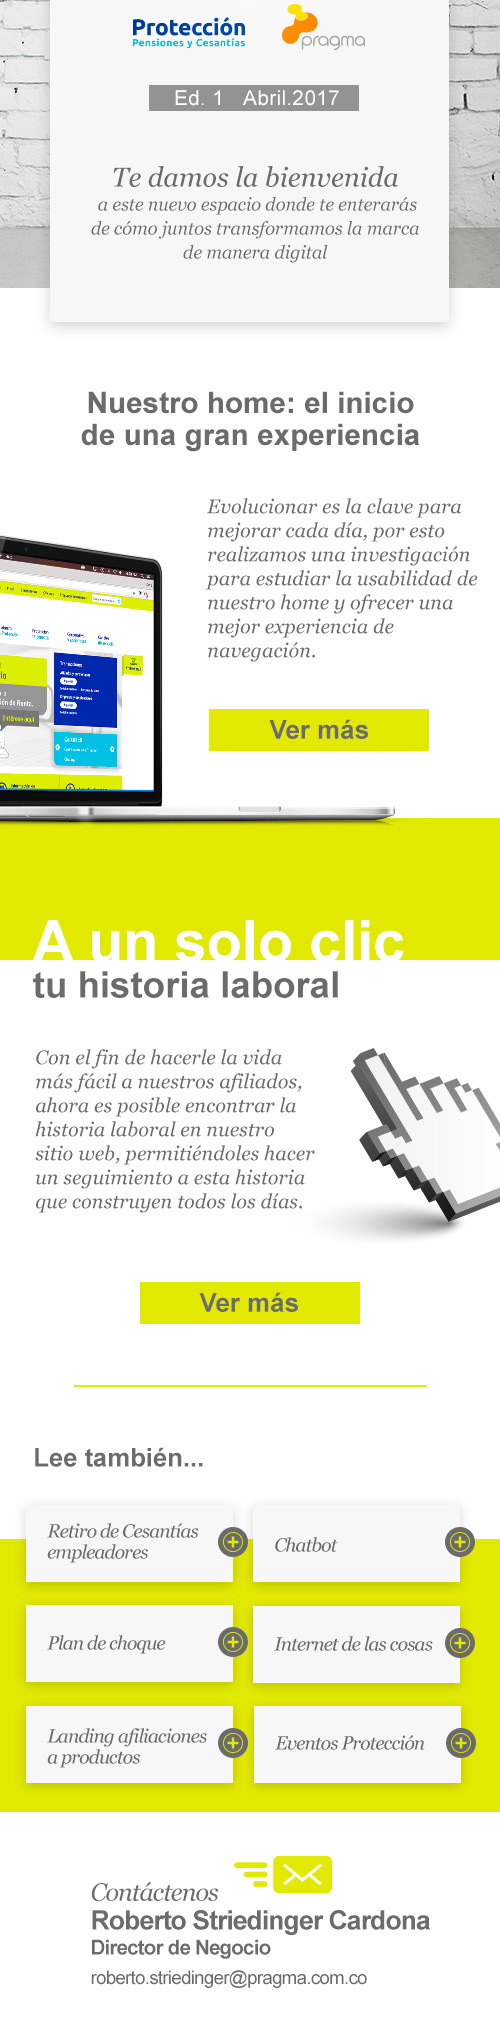 Protección
Pensiones y Cesantías
pragma
Ed. 1 Abril.2017
Te damos la bienvenida
a este nuevo espacio donde te enterarás
de cómo juntos transformamos la marca
de manera digital
Nuestro home: el inicio
de una gran experiencia
Evolucionar es la clave para
mejorar cada día, por esto
realizamos una investigación
para estudiar la usabilidad de
nuestro home y ofrecer una
mejor experiencia de
navegación.
Ver más
A un solo clic
tu historia laboral
Con el fin de hacerle la vida
más fácil a nuestros afiliados,
ahora es posible encontrar la
historia laboral en nuestro
sitio web, permitiéndoles hacer
un seguimiento a esta historia
que construyen todos los días.
Ver más
Lee también...
Retiro de Cesantías
empleadores
Chatbot
Plan de choque
Internet de las cosas
Landing afiliaciones
a productos
Eventos Protección
Contáctenos
Roberto Striedinger Cardona
Director de Negocio
roberto.striedinger@pragma.com.co